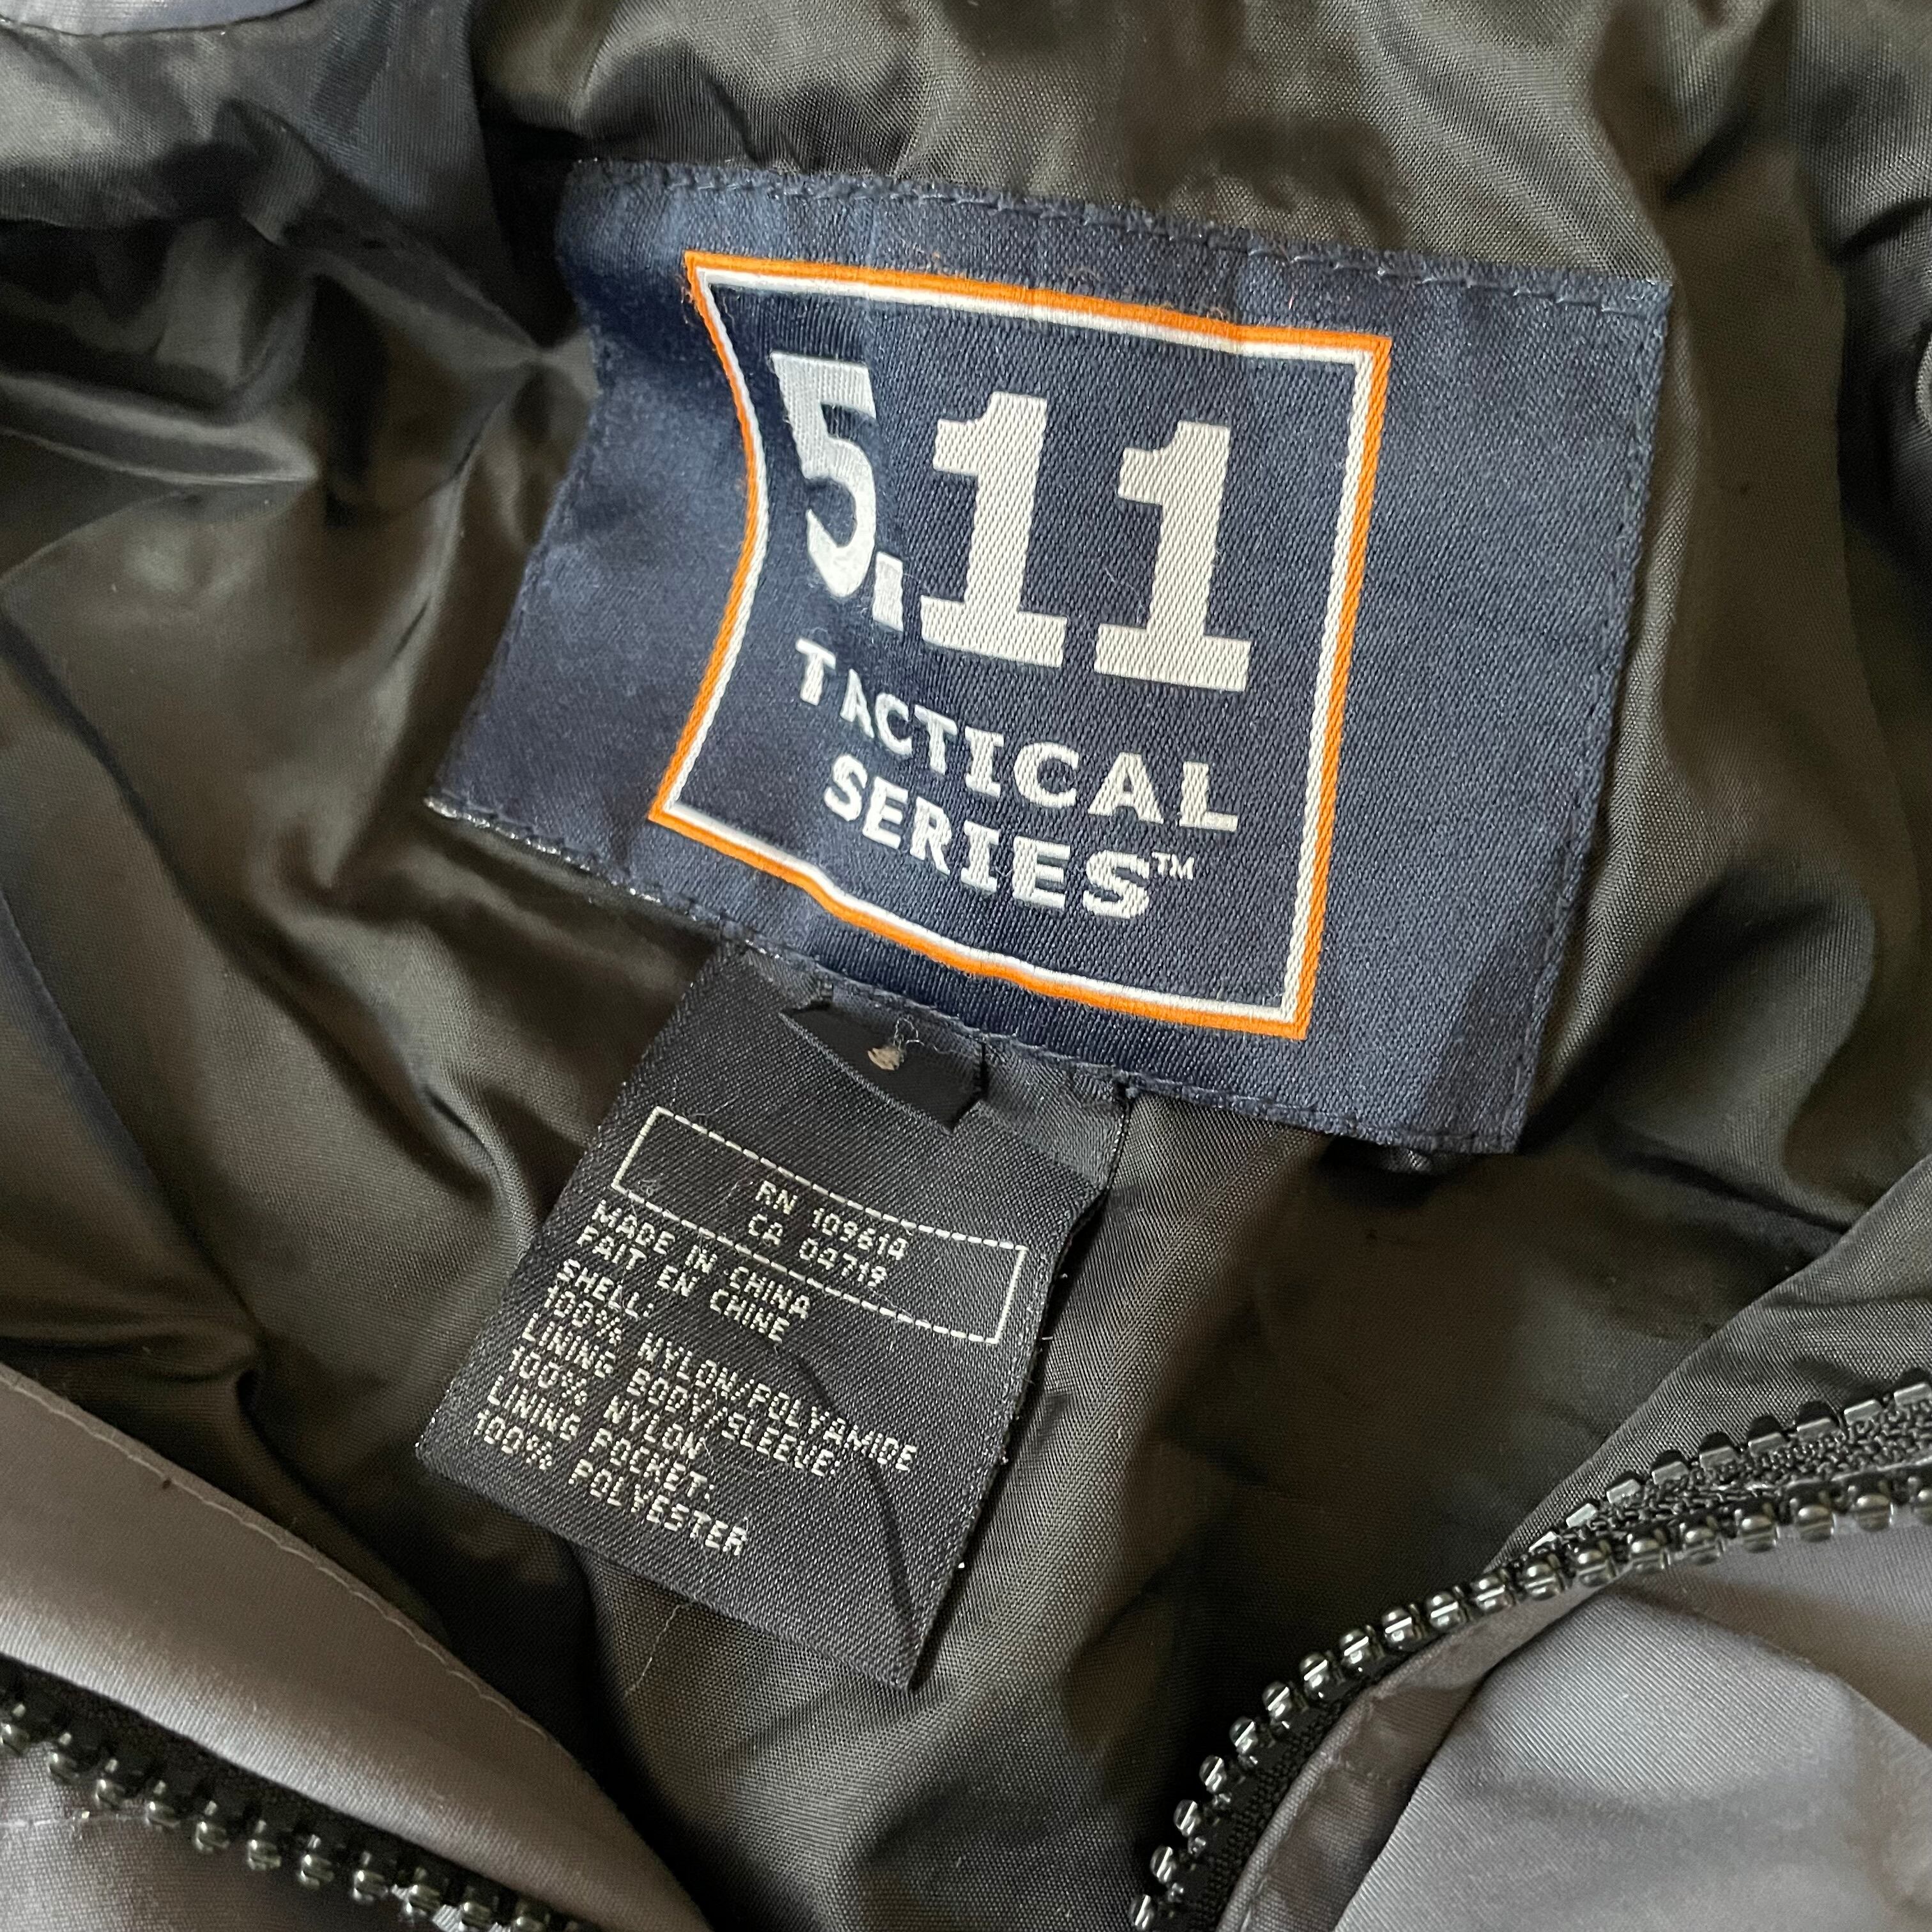 5.11
TACTICAL
SERIES™
RN 109614
CA 04719
MADE IN CHINA
FAIT EN CHINE
SHELL:
100% NYLON/POLYAMIDE
LINING BODY/SLEEVE:
100% NYLON
LINING POCKET:
100% POLYESTER